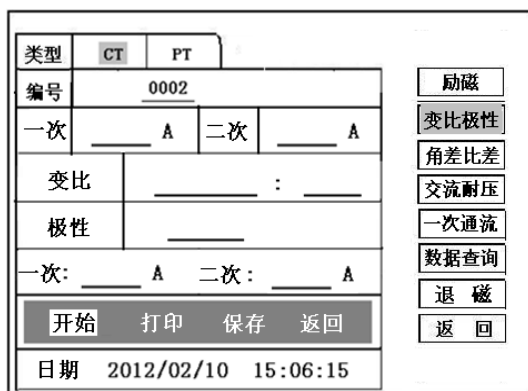 类型 CT PT
编号 0002
一次 A 二次 A
变比 :
极性
一次: A 二次: A
开始 打印 保存 返回
日期 2012/02/10 15:06:15
励磁
变比极性
角差比差
交流耐压
一次通流
数据查询
退 磁
返 回